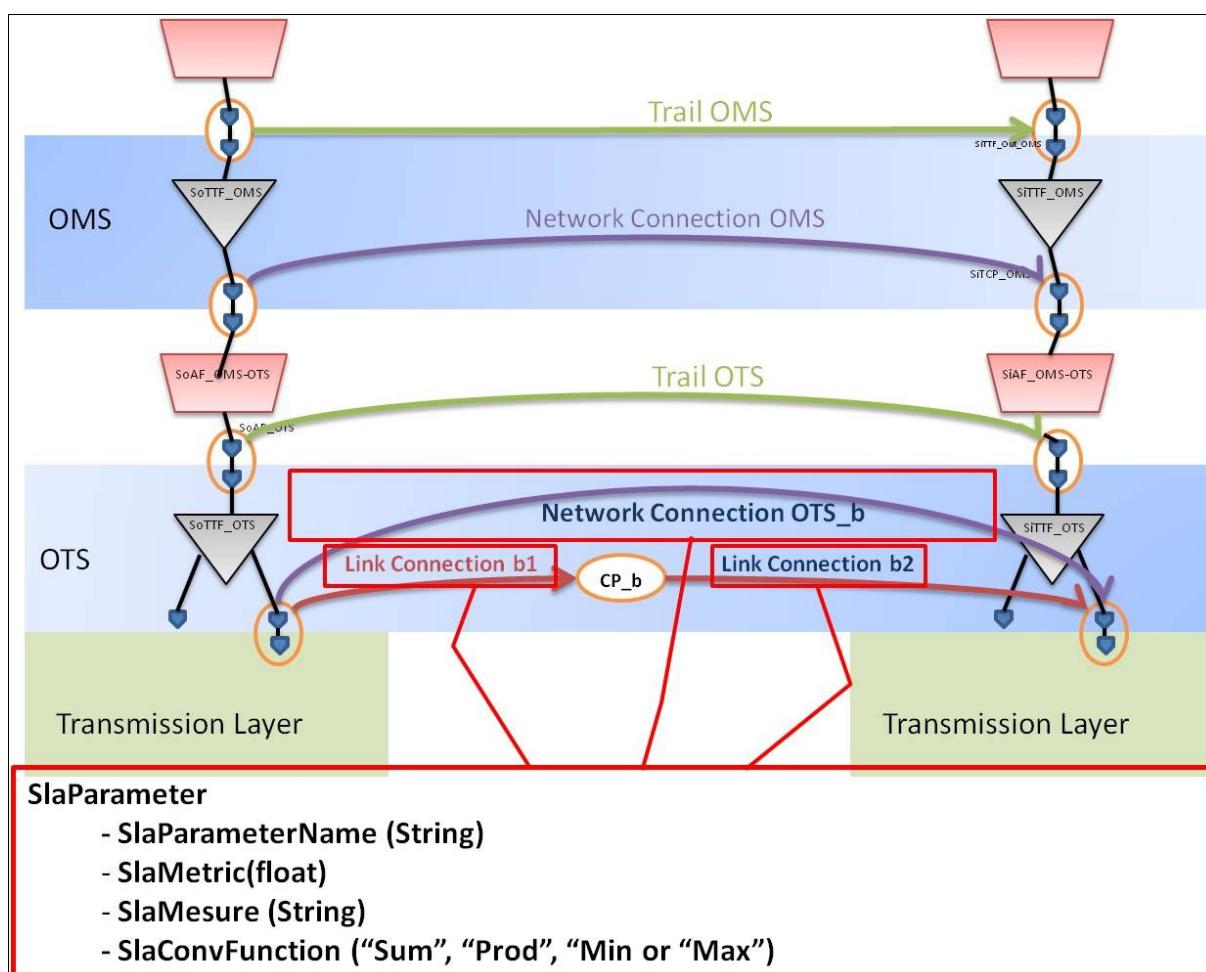 Trail OMS
SiTTF_Out_OMS
SoTTF_OMS
SiTTF_OMS
OMS
Network Connection OMS
SiTCP_OMS
SoAF_OMS-OTS
Trail OTS
SiAF_OMS-OTS
SoAP_OTS
Network Connection OTS_b
SoTTF_OTS
SiTTF_OTS
OTS
Link Connection b1
CP_b
Link Connection b2
Transmission Layer
Transmission Layer
SlaParameter
- SlaParameterName (String)
- SlaMetric(float)
- SlaMesure (String)
- SlaConvFunction (“Sum”, “Prod”, “Min or “Max”)